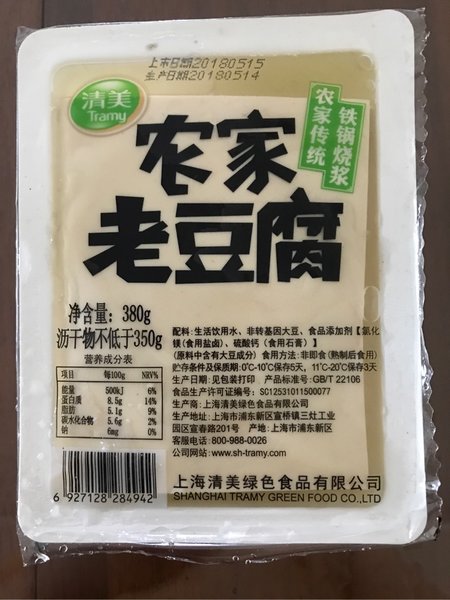 上市日期20180515
生产日期20180514
清美
Tramy
铁锅烧浆
农家传统
农家
老豆腐
净含量：380g
沥干物不低于350g
营养成分表
项目 每100g NRV%
能量 500kJ 6%
蛋白质 8.5g 14%
脂肪 5.1g 9%
碳水化合物 5.6g 2%
钠 6mg 0%
配料：生活饮用水、非转基因大豆、食品添加剂【氯化
镁（食用盐卤）、硫酸钙（食用石膏）】
（原料中含有大豆成分）食用方法：非即食（熟制后食用）
贮存条件及保质期：0℃-10℃保存5天，11℃-20℃保存3天
生产日期：见包装打印 产品标准号：GB/T 22106
食品生产许可证编号：SC12531011500077
生产商：上海清美绿色食品有限公司
生产地址：上海市浦东新区宣桥镇三灶工业
园区宣春路201号 产地：上海市浦东新区
客服电话：800-988-0026
公司网站：www.sh-tramy.com
6 927128 284942
上海清美绿色食品有限公司
SHANGHAI TRAMY GREEN FOOD CO.,LTD